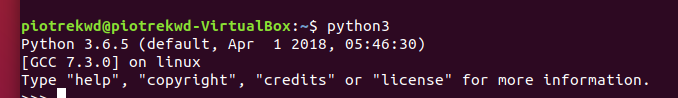 piotrekwd@piotrekwd-VirtualBox:~$ python3
Python 3.6.5 (default, Apr  1 2018, 05:46:30)
[GCC 7.3.0] on linux
Type "help", "copyright", "credits" or "license" for more information.
>>>